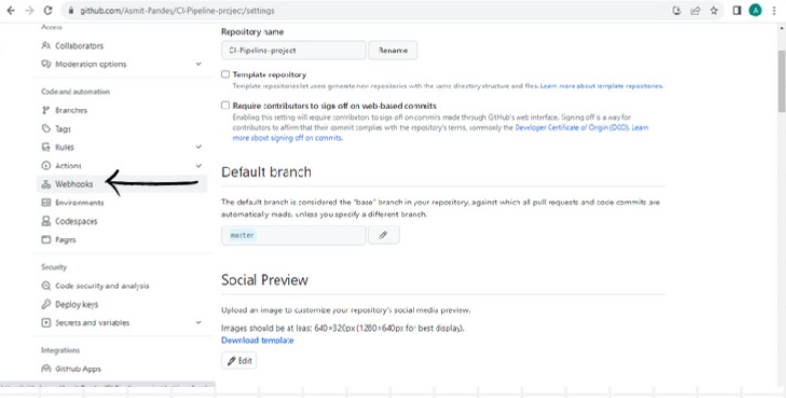 github.com/Asmit-Pandey/CI-Pipeline-project/settings
A
Access
Collaborators
Moderation options
Code and automation
Branches
Tags
Rules
Actions
Webhooks
Environments
Codespaces
Pages
Security
Code security and analysis
Deploy keys
Secrets and variables
Integrations
GitHub Apps
Repository name
CI-Pipeline-project
Rename
Template repository
Template repositories let users generate new repositories with the same directory structure and files. Learn more about template repositories.
Require contributors to sign off on web-based commits
Enabling this setting will require contributors to sign off on commits made through GitHub's web interface. Signing off is a way for
contributors to affirm that their commit complies with the repository's terms, commonly the Developer Certificate of Origin (DCO). Learn
more about signing off on commits.
Default branch
The default branch is considered the "base" branch in your repository, against which all pull requests and code commits are
automatically made, unless you specify a different branch.
master
Social Preview
Upload an image to customize your repository's social media preview.
Images should be at least 640×320px (1280×640px for best display).
Download template
Edit